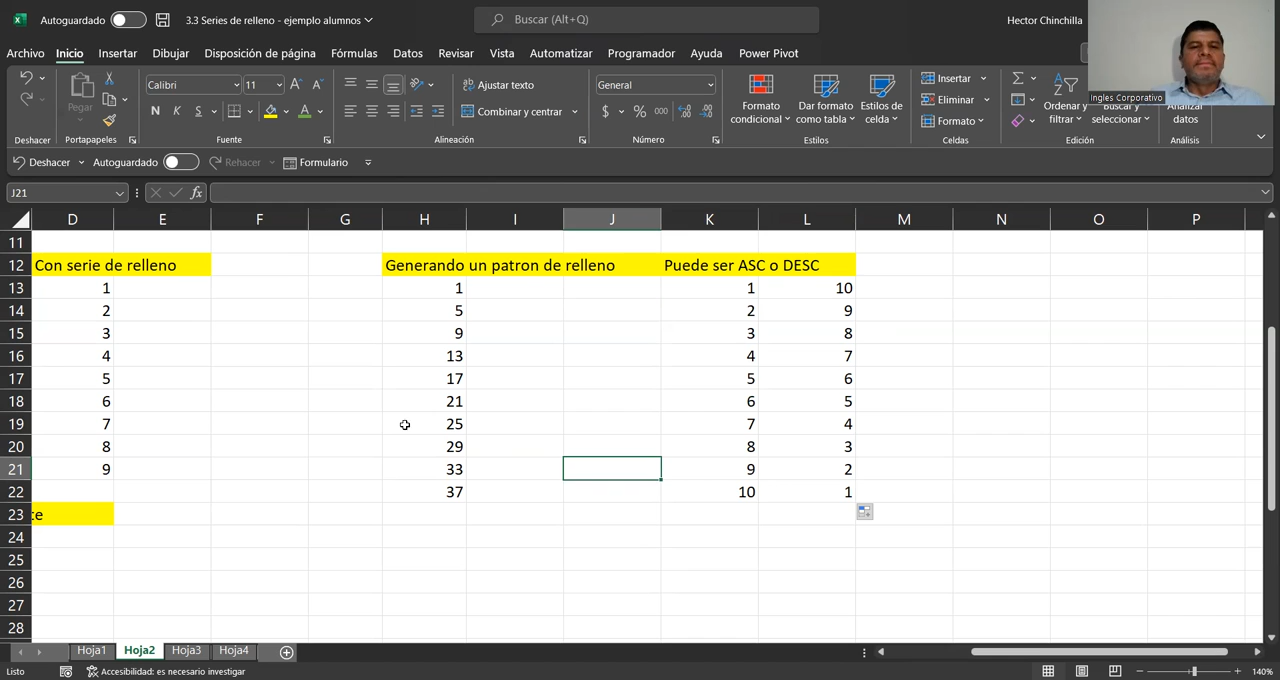 Autoguardado
3.3 Series de relleno - ejemplo alumnos
Buscar (Alt+Q)
Hector Chinchilla
Archivo Inicio Insertar Dibujar Disposición de página Fórmulas Datos Revisar Vista Automatizar Programador Ayuda Power Pivot
Ingles Corporativo
Pegar
Calibri 11
N K S
Ajustar texto
Combinar y centrar
General
$ % 000
Formato condicional
Dar formato como tabla
Estilos de celda
Insertar
Eliminar
Formato
Ordenar y filtrar
Buscar y seleccionar
Analizar datos
Deshacer Portapapeles Fuente Alineación Número Estilos Celdas Edición Análisis
Deshacer Autoguardado Rehacer Formulario
J21 fx
D E F G H I J K L M N O P
11
12 Con serie de relleno Generando un patron de relleno Puede ser ASC o DESC
13 1 1 1 10
14 2 5 2 9
15 3 9 3 8
16 4 13 4 7
17 5 17 5 6
18 6 21 6 5
19 7 25 7 4
20 8 29 8 3
21 9 33 9 2
22 37 10 1
23 te
24
25
26
27
28
Hoja1 Hoja2 Hoja3 Hoja4
Listo Accesibilidad: es necesario investigar 140%